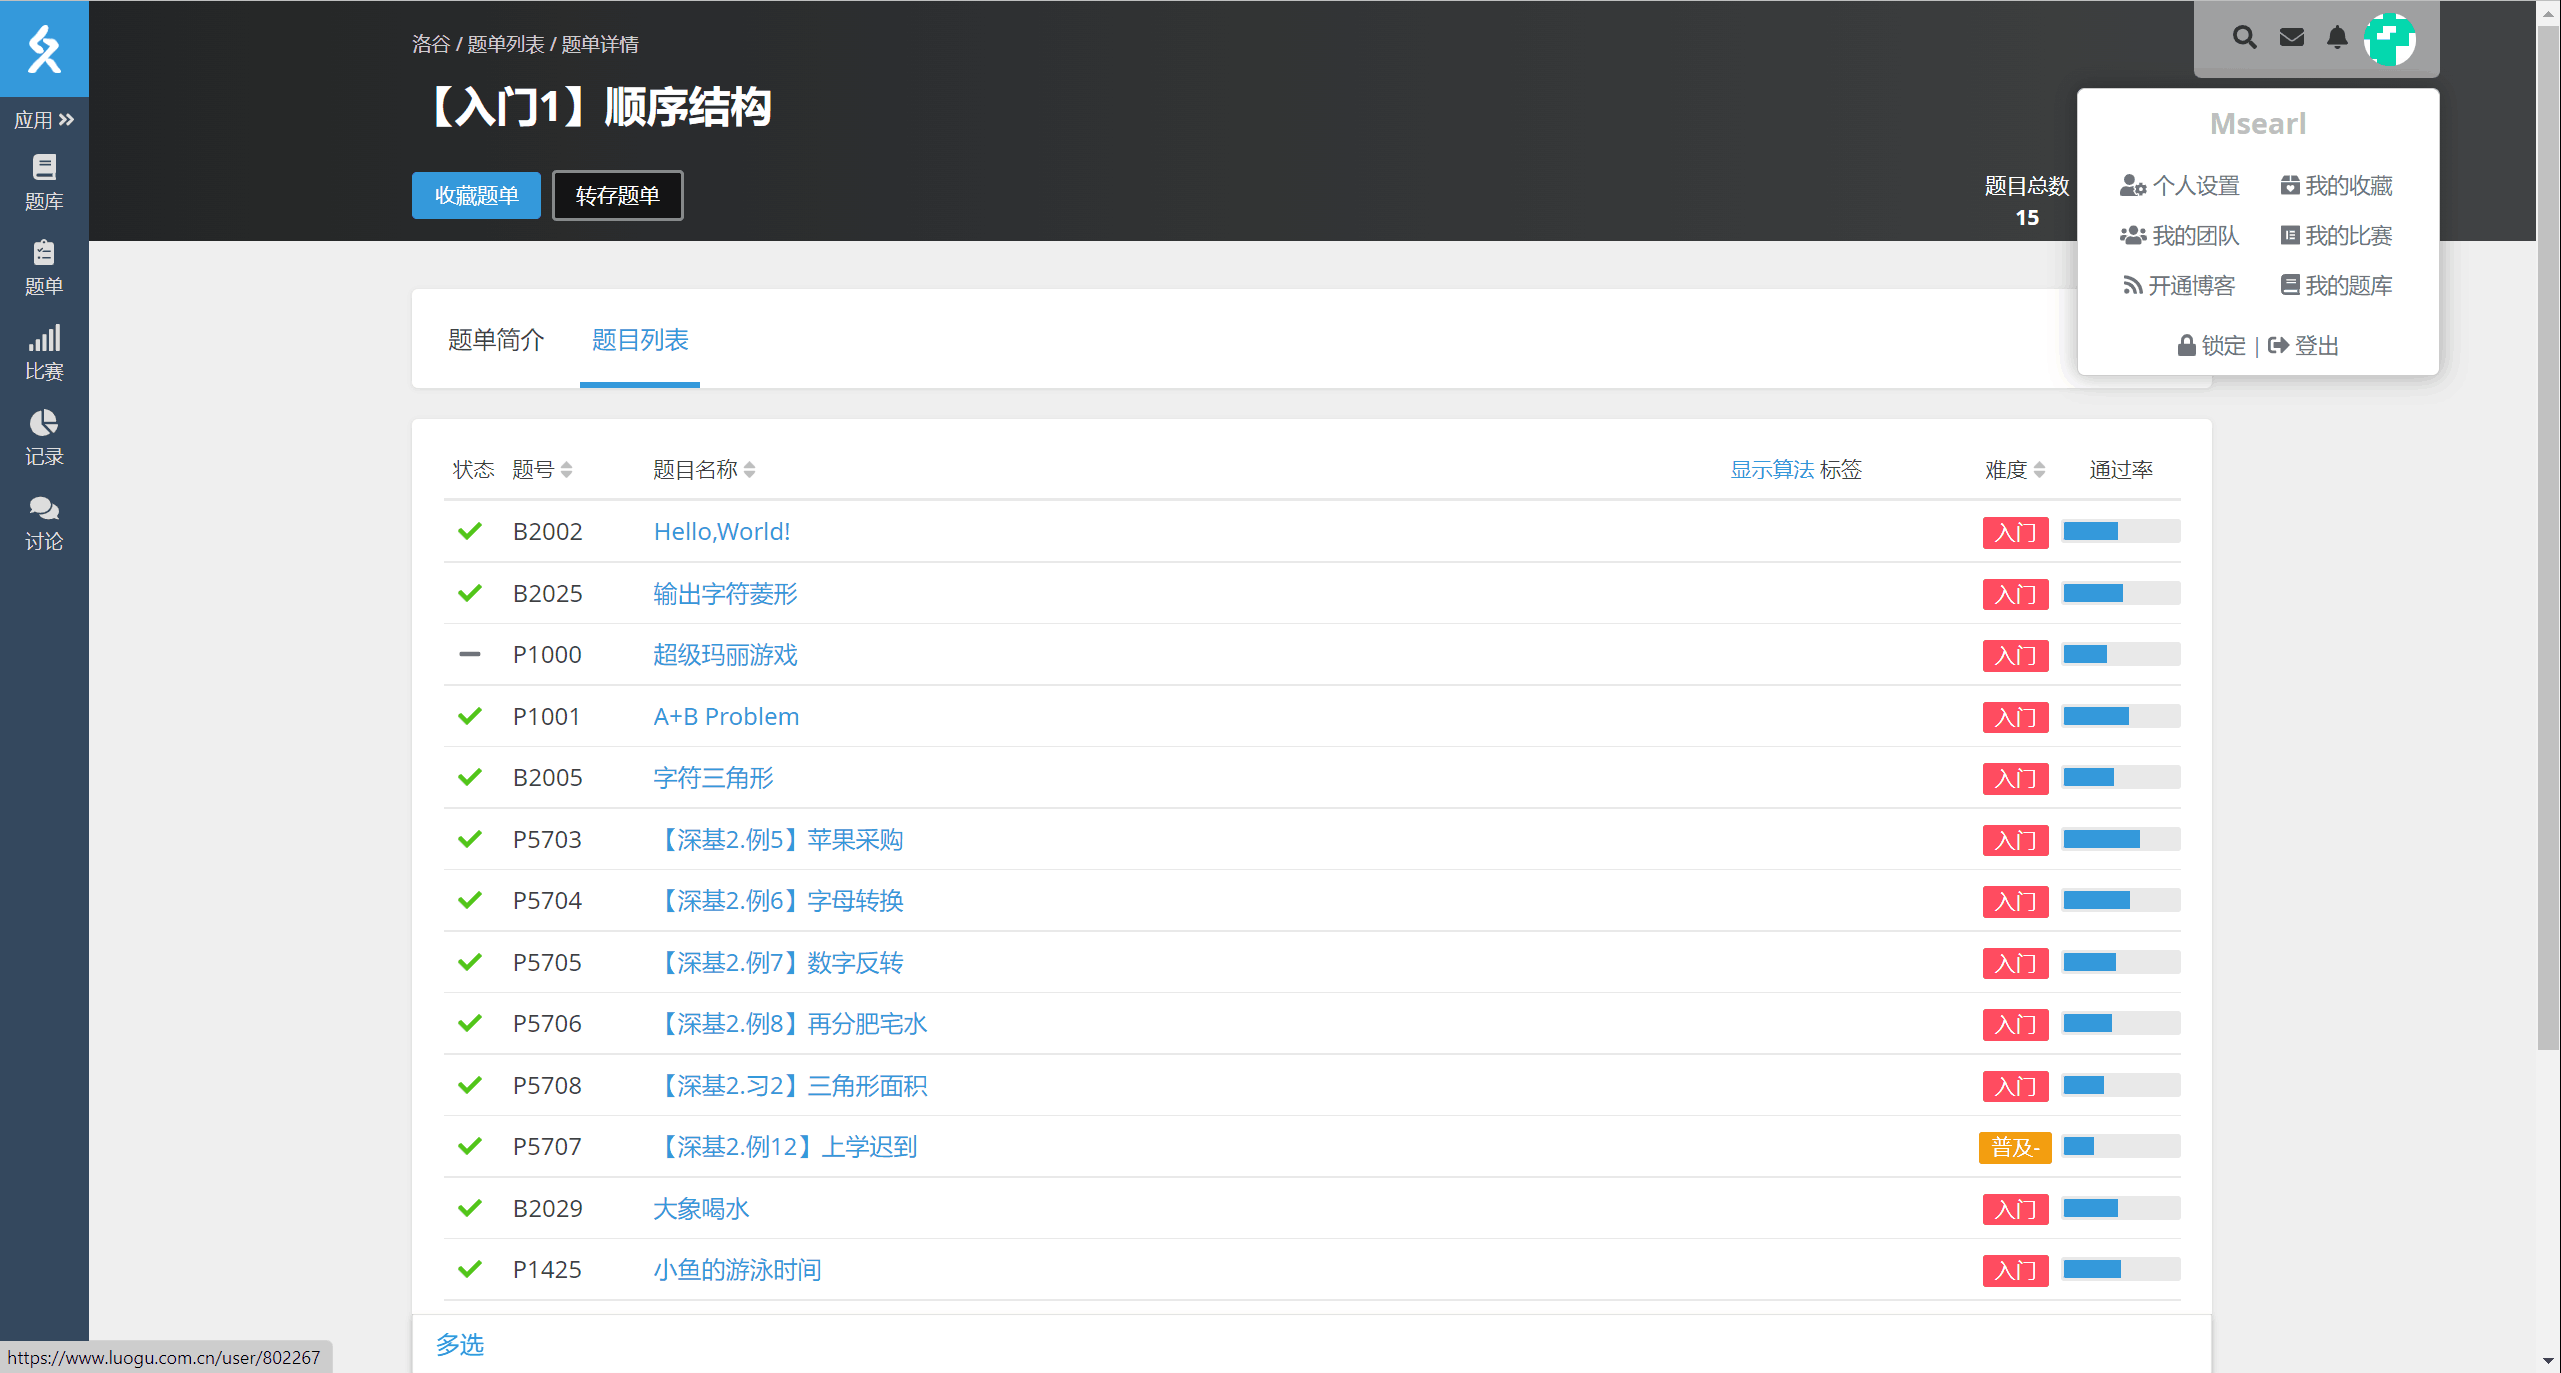 洛谷 / 题单列表 / 题单详情
【入门1】顺序结构
收藏题单 转存题单
题目总数
15
Msearl
个人设置 我的收藏
我的团队 我的比赛
开通博客 我的题库
锁定 | 登出
应用
题库
题单
比赛
记录
讨论
题单简介 题目列表
状态 题号 题目名称 显示算法 标签 难度 通过率
B2002 Hello,World! 入门
B2025 输出字符菱形 入门
P1000 超级玛丽游戏 入门
P1001 A+B Problem 入门
B2005 字符三角形 入门
P5703 【深基2.例5】苹果采购 入门
P5704 【深基2.例6】字母转换 入门
P5705 【深基2.例7】数字反转 入门
P5706 【深基2.例8】再分肥宅水 入门
P5708 【深基2.习2】三角形面积 入门
P5707 【深基2.例12】上学迟到 普及-
B2029 大象喝水 入门
P1425 小鱼的游泳时间 入门
多选
https://www.luogu.com.cn/user/802267